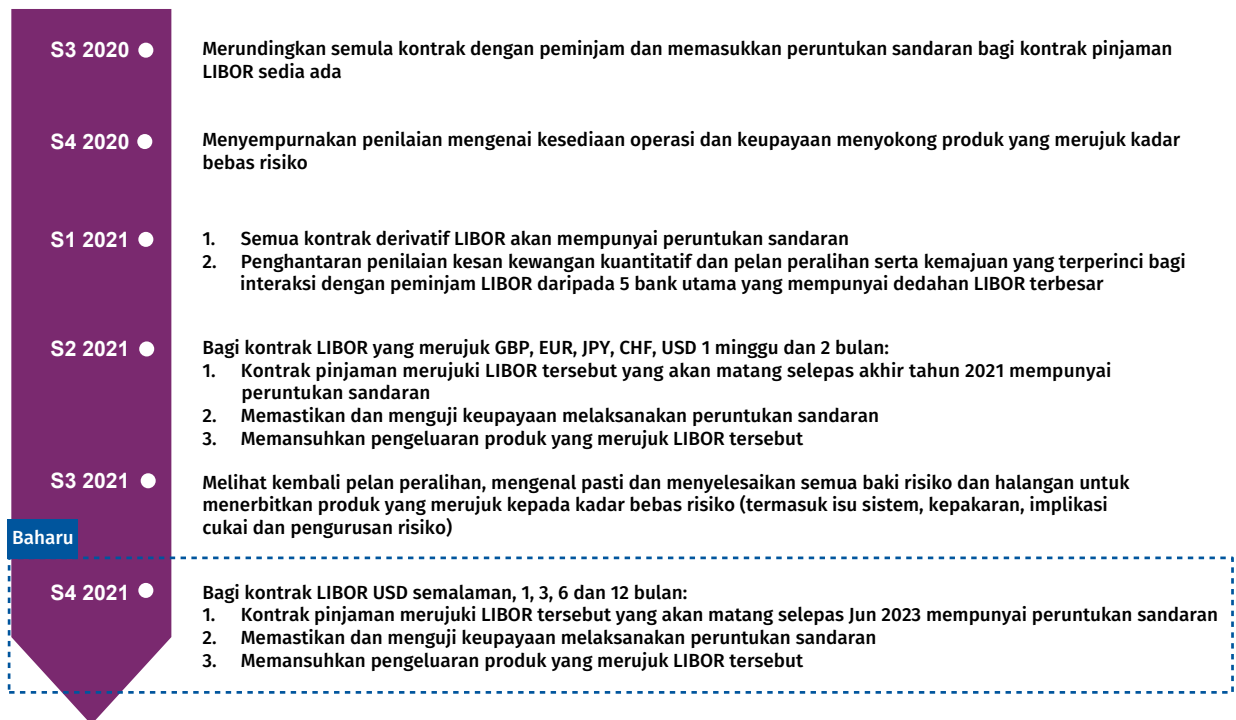 S3 2020
Merundingkan semula kontrak dengan peminjam dan memasukkan peruntukan sandaran bagi kontrak pinjaman
LIBOR sedia ada
S4 2020
Menyempurnakan penilaian mengenai kesediaan operasi dan keupayaan menyokong produk yang merujuk kadar
bebas risiko
S1 2021
1. Semua kontrak derivatif LIBOR akan mempunyai peruntukan sandaran
2. Penghantaran penilaian kesan kewangan kuantitatif dan pelan peralihan serta kemajuan yang terperinci bagi
interaksi dengan peminjam LIBOR daripada 5 bank utama yang mempunyai dedahan LIBOR terbesar
S2 2021
Bagi kontrak LIBOR yang merujuk GBP, EUR, JPY, CHF, USD 1 minggu dan 2 bulan:
1. Kontrak pinjaman merujuki LIBOR tersebut yang akan matang selepas akhir tahun 2021 mempunyai
peruntukan sandaran
2. Memastikan dan menguji keupayaan melaksanakan peruntukan sandaran
3. Memansuhkan pengeluaran produk yang merujuk LIBOR tersebut
S3 2021
Melihat kembali pelan peralihan, mengenal pasti dan menyelesaikan semua baki risiko dan halangan untuk
menerbitkan produk yang merujuk kepada kadar bebas risiko (termasuk isu sistem, kepakaran, implikasi
cukai dan pengurusan risiko)
Baharu
S4 2021
Bagi kontrak LIBOR USD semalaman, 1, 3, 6 dan 12 bulan:
1. Kontrak pinjaman merujuki LIBOR tersebut yang akan matang selepas Jun 2023 mempunyai peruntukan sandaran
2. Memastikan dan menguji keupayaan melaksanakan peruntukan sandaran
3. Memansuhkan pengeluaran produk yang merujuk LIBOR tersebut